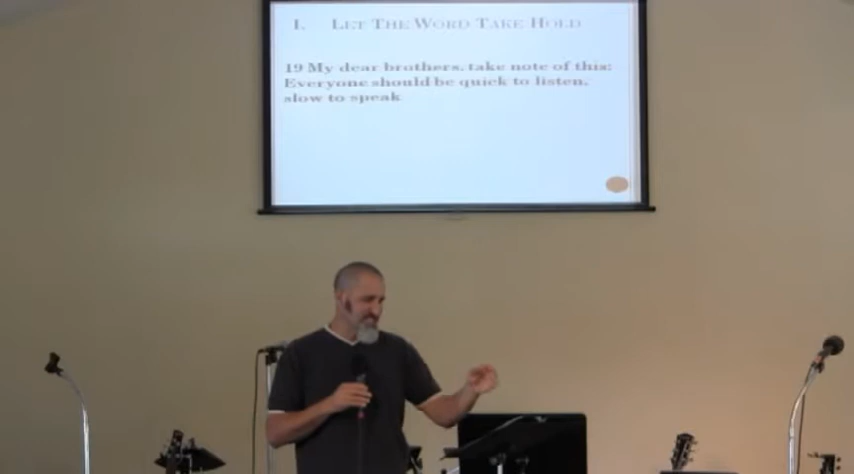 I. LET THE WORD TAKE HOLD
19 My dear brothers, take note of this:
Everyone should be quick to listen,
slow to speak